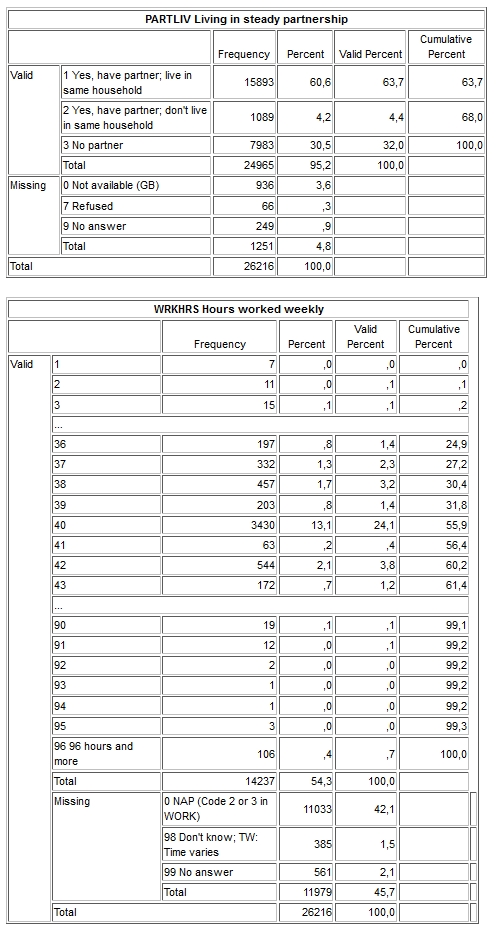 PARTLIV Living in steady partnership
Frequency Percent Valid Percent Cumulative Percent
Valid 1 Yes, have partner; live in same household 15893 60,6 63,7 63,7
2 Yes, have partner; don't live in same household 1089 4,2 4,4 68,0
3 No partner 7983 30,5 32,0 100,0
Total 24965 95,2 100,0
Missing 0 Not available (GB) 936 3,6
7 Refused 66 ,3
9 No answer 249 ,9
Total 1251 4,8
Total 26216 100,0
WRKHRS Hours worked weekly
Frequency Percent Valid Percent Cumulative Percent
Valid 1 7 ,0 ,0 ,0
2 11 ,0 ,1 ,1
3 15 ,1 ,1 ,2
...
36 197 ,8 1,4 24,9
37 332 1,3 2,3 27,2
38 457 1,7 3,2 30,4
39 203 ,8 1,4 31,8
40 3430 13,1 24,1 55,9
41 63 ,2 ,4 56,4
42 544 2,1 3,8 60,2
43 172 ,7 1,2 61,4
...
90 19 ,1 ,1 99,1
91 12 ,0 ,1 99,2
92 2 ,0 ,0 99,2
93 1 ,0 ,0 99,2
94 1 ,0 ,0 99,2
95 3 ,0 ,0 99,3
96 96 hours and more 106 ,4 ,7 100,0
Total 14237 54,3 100,0
Missing 0 NAP (Code 2 or 3 in WORK) 11033 42,1
98 Don't know; TW: Time varies 385 1,5
99 No answer 561 2,1
Total 11979 45,7
Total 26216 100,0